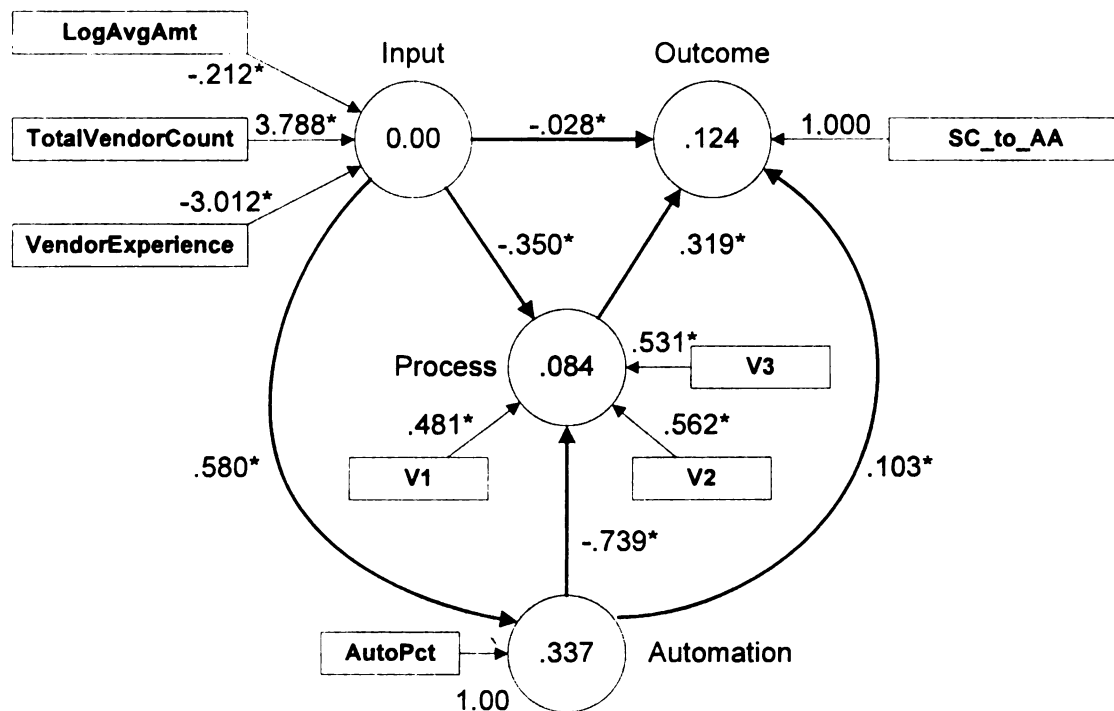 LogAvgAmt
Input
Outcome
-.212*
TotalVendorCount
3.788*
0.00
-.028*
.124
1.000
SC_to_AA
-3.012*
VendorExperience
-.350*
.319*
Process
.084
.531*
V3
.481*
.562*
.580*
V1
V2
.103*
-.739*
AutoPct
.337
Automation
1.00